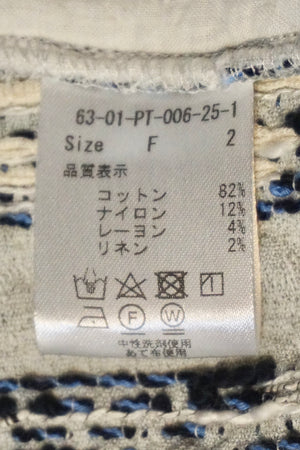 63-01-PT-006-25-1
Size F 2
品質表示
コットン 82%
ナイロン 12%
レーヨン 4%
リネン 2%
1
F W
中性洗剤使用
あて布使用